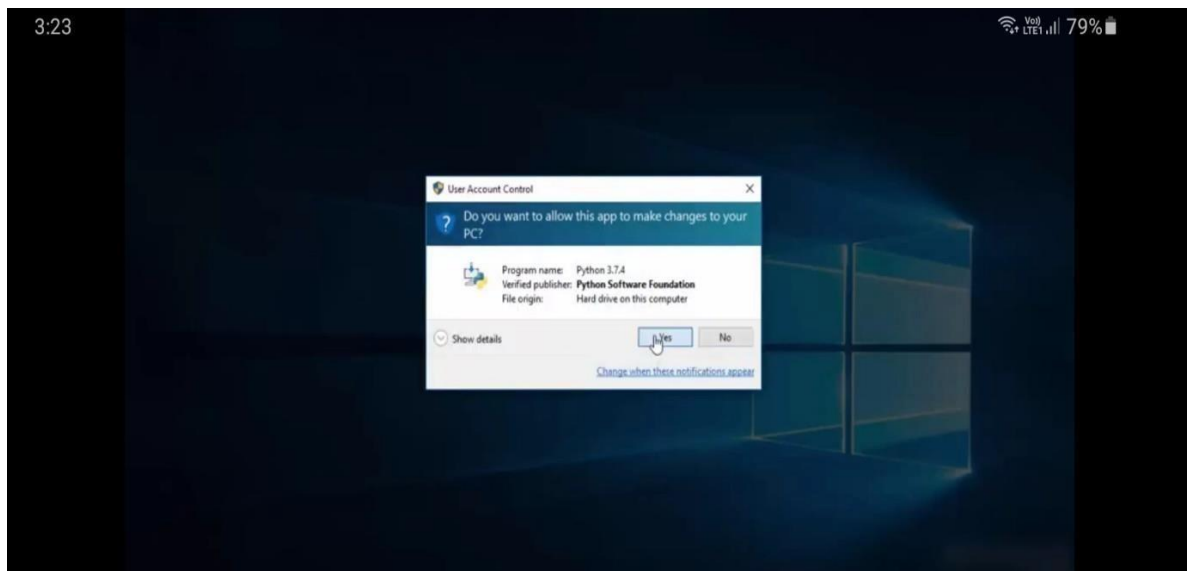 3:23
Vo))
LTE1
79%
User Account Control
Do you want to allow this app to make changes to your
PC?
Program name: Python 3.7.4
Verified publisher: Python Software Foundation
File origin: Hard drive on this computer
Show details
Yes
No
Change when these notifications appear